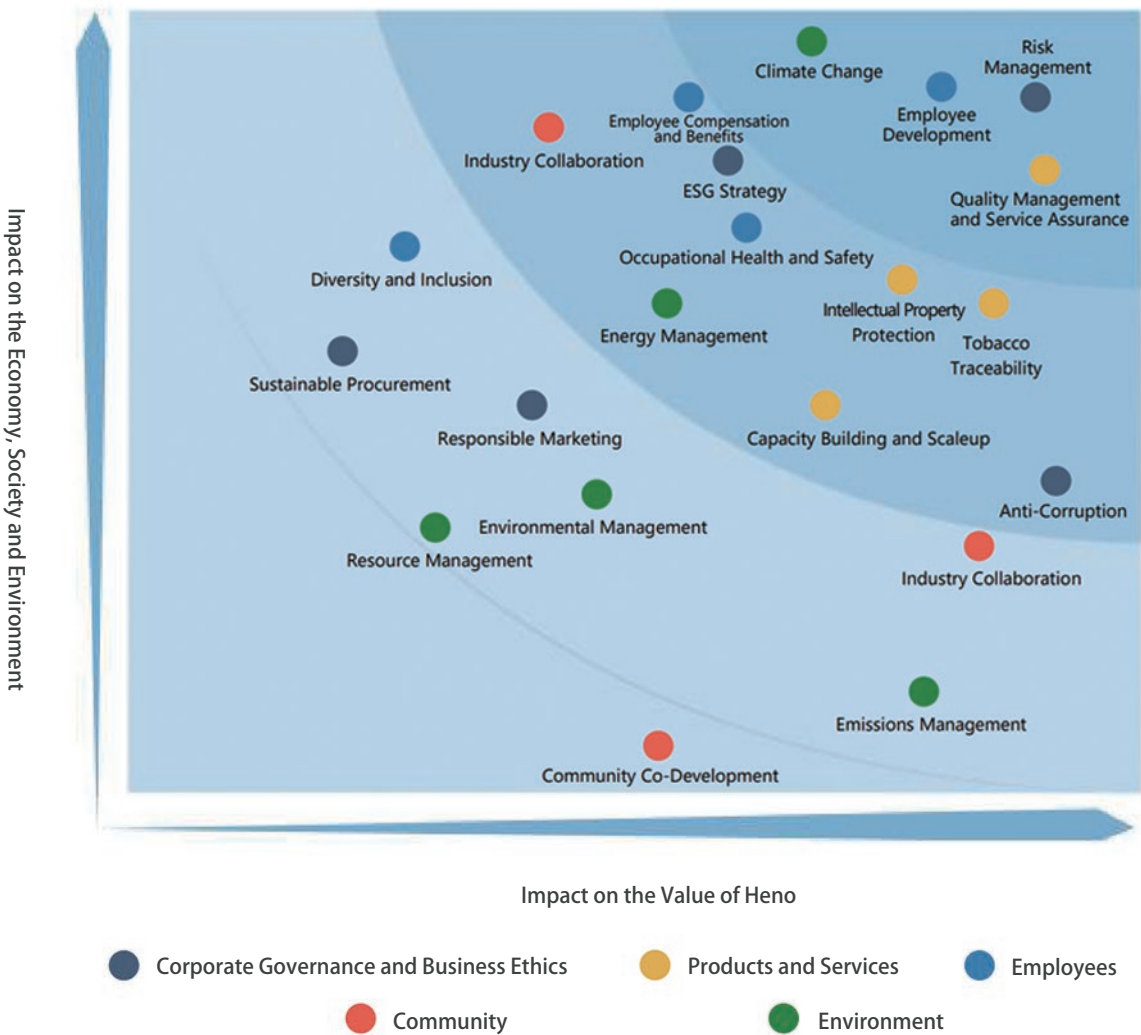 Climate Change
Risk
Management
Employee Compensation
and Benefits
Employee
Development
Industry Collaboration
ESG Strategy
Quality Management
and Service Assurance
Diversity and Inclusion
Occupational Health and Safety
Energy Management
Intellectual Property
Protection
Tobacco
Traceability
Sustainable Procurement
Responsible Marketing
Capacity Building and Scaleup
Environmental Management
Anti-Corruption
Resource Management
Industry Collaboration
Emissions Management
Community Co-Development
Impact on the Economy, Society and Environment
Impact on the Value of Heno
Corporate Governance and Business Ethics
Products and Services
Employees
Community
Environment